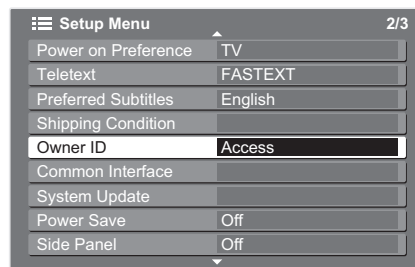 Setup Menu 2/3
Power on Preference TV
Teletext FASTEXT
Preferred Subtitles English
Shipping Condition
Owner ID Access
Common Interface
System Update
Power Save Off
Side Panel Off